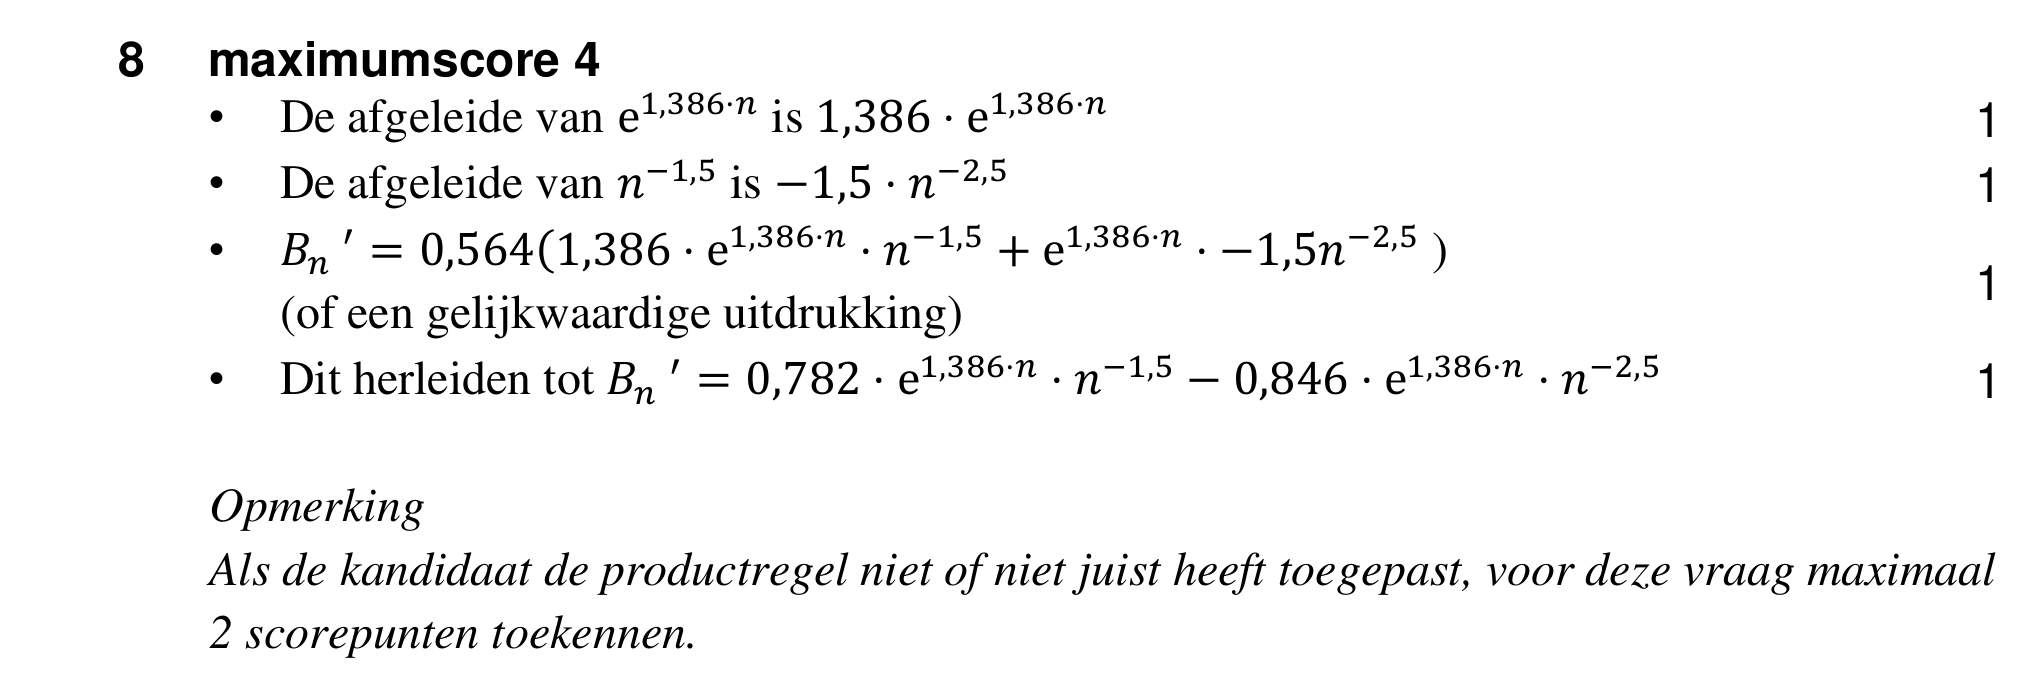 8 maximumscore 4
• De afgeleide van e^{1,386·n} is 1,386 · e^{1,386·n} 1
• De afgeleide van n^{−1,5} is −1,5 · n^{−2,5} 1
• B_n ′ = 0,564(1,386 · e^{1,386·n} · n^{−1,5} + e^{1,386·n} · −1,5n^{−2,5} )
(of een gelijkwaardige uitdrukking) 1
• Dit herleiden tot B_n ′ = 0,782 · e^{1,386·n} · n^{−1,5} − 0,846 · e^{1,386·n} · n^{−2,5} 1
Opmerking
Als de kandidaat de productregel niet of niet juist heeft toegepast, voor deze vraag maximaal
2 scorepunten toekennen.